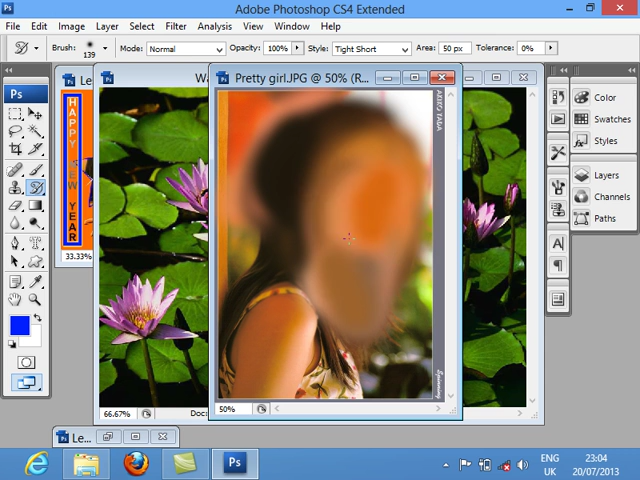 Adobe Photoshop CS4 Extended
File Edit Image Layer Select Filter Analysis View Window Help
Brush: 139 Mode: Normal Opacity: 100% Style: Tight Short Area: 50 px Tolerance: 0%
Le
Wa
Pretty girl.JPG @ 50% (R...
Ps
HAPPY
YEAR
Color
Swatches
Styles
Layers
Channels
Paths
33.33%
66.67%
Doc:
50%
Spinning
Ps Le...
Ps
ENG
UK
23:04
20/07/2013